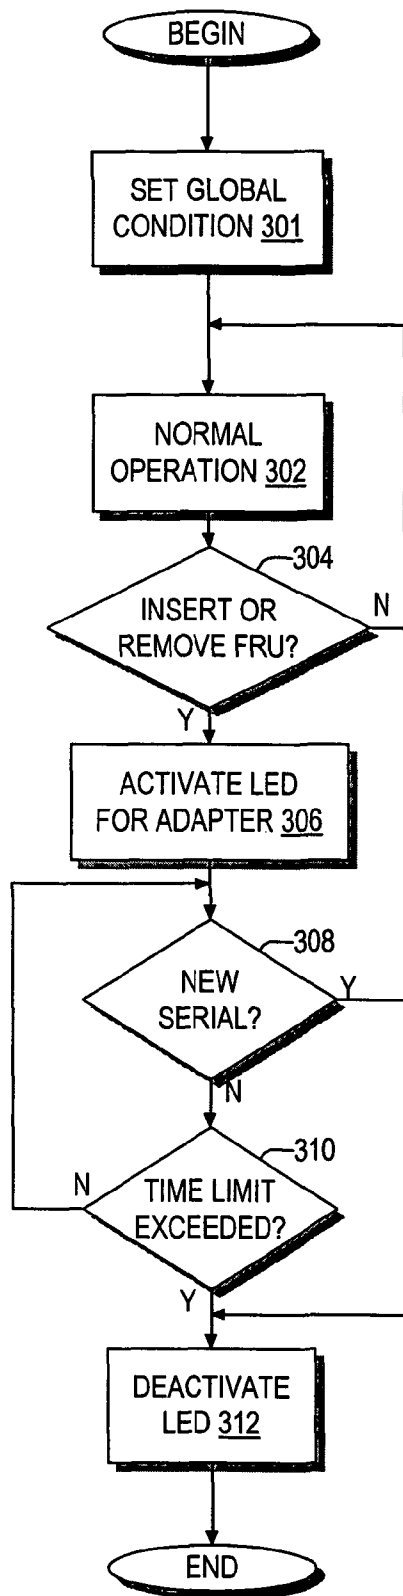 BEGIN
SET GLOBAL
CONDITION 301
NORMAL
OPERATION 302
304
INSERT OR
REMOVE FRU?
N
Y
ACTIVATE LED
FOR ADAPTER 306
308
NEW
SERIAL?
Y
N
310
TIME LIMIT
EXCEEDED?
N
Y
DEACTIVATE
LED 312
END